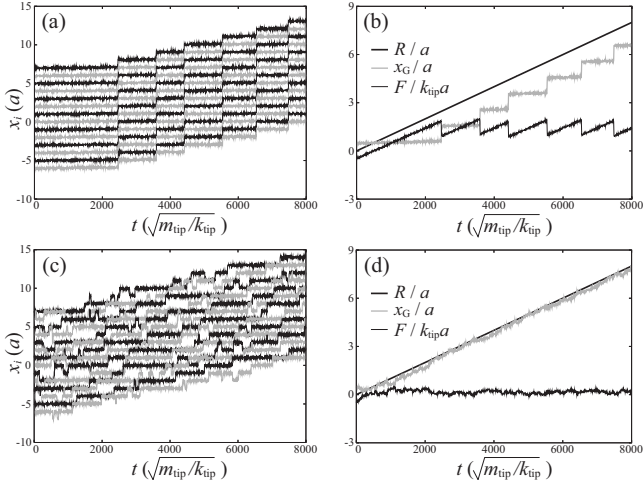 (a)
x_i (a)
15
10
5
0
-5
-10
0 2000 4000 6000 8000
t (√m_tip/k_tip)
(b)
R / a
x_G / a
F / k_tip a
9
6
3
0
-3
0 2000 4000 6000 8000
t (√m_tip/k_tip)
(c)
x_i (a)
15
10
5
0
-5
-10
0 2000 4000 6000 8000
t (√m_tip/k_tip)
(d)
R / a
x_G / a
F / k_tip a
9
6
3
0
-3
0 2000 4000 6000 8000
t (√m_tip/k_tip)